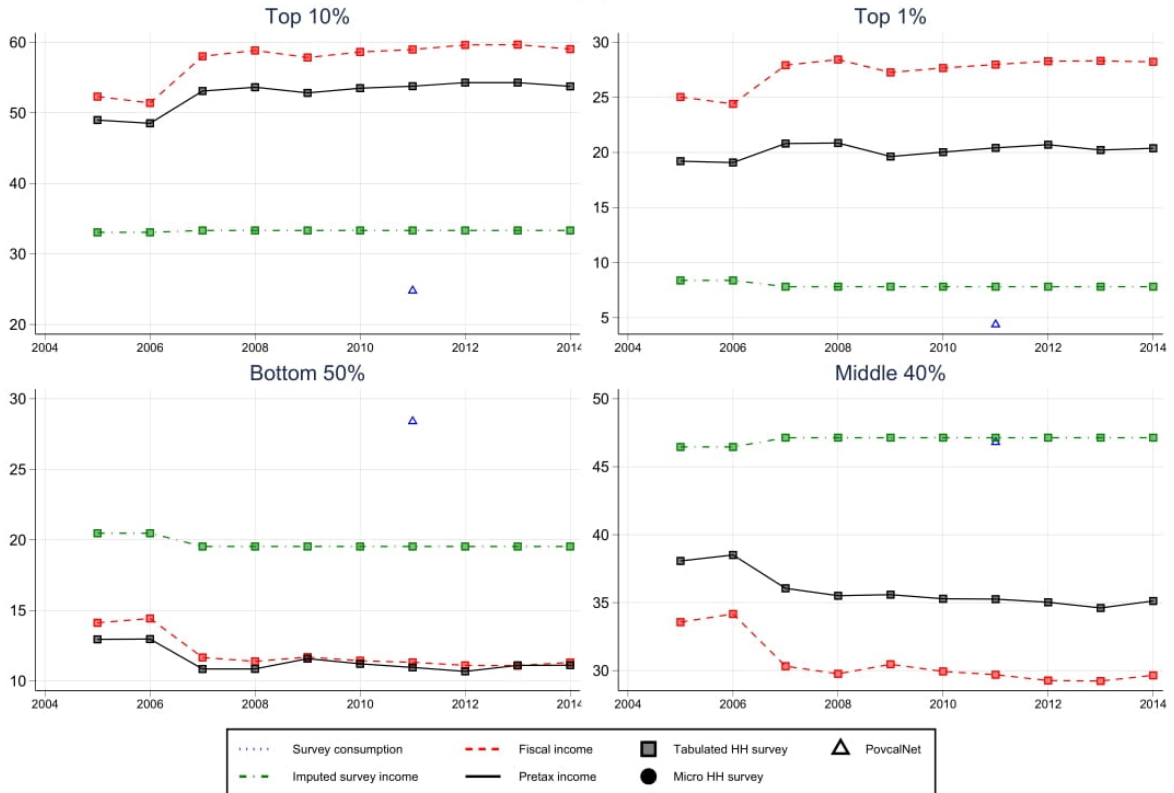 Top 10%
60
50
40
30
20
2004 2006 2008 2010 2012 2014
Top 1%
30
25
20
15
10
5
2004 2006 2008 2010 2012 2014
Bottom 50%
30
25
20
15
10
2004 2006 2008 2010 2012 2014
Middle 40%
50
45
40
35
30
2004 2006 2008 2010 2012 2014
Survey consumption Fiscal income Tabulated HH survey PovcalNet
Imputed survey income Pretax income Micro HH survey